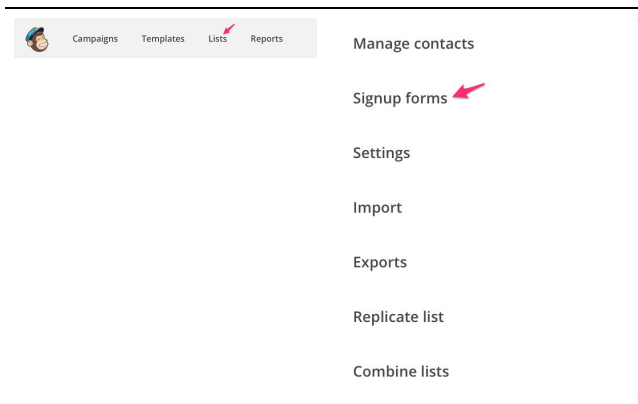 Campaigns Templates Lists Reports
Manage contacts
Signup forms
Settings
Import
Exports
Replicate list
Combine lists